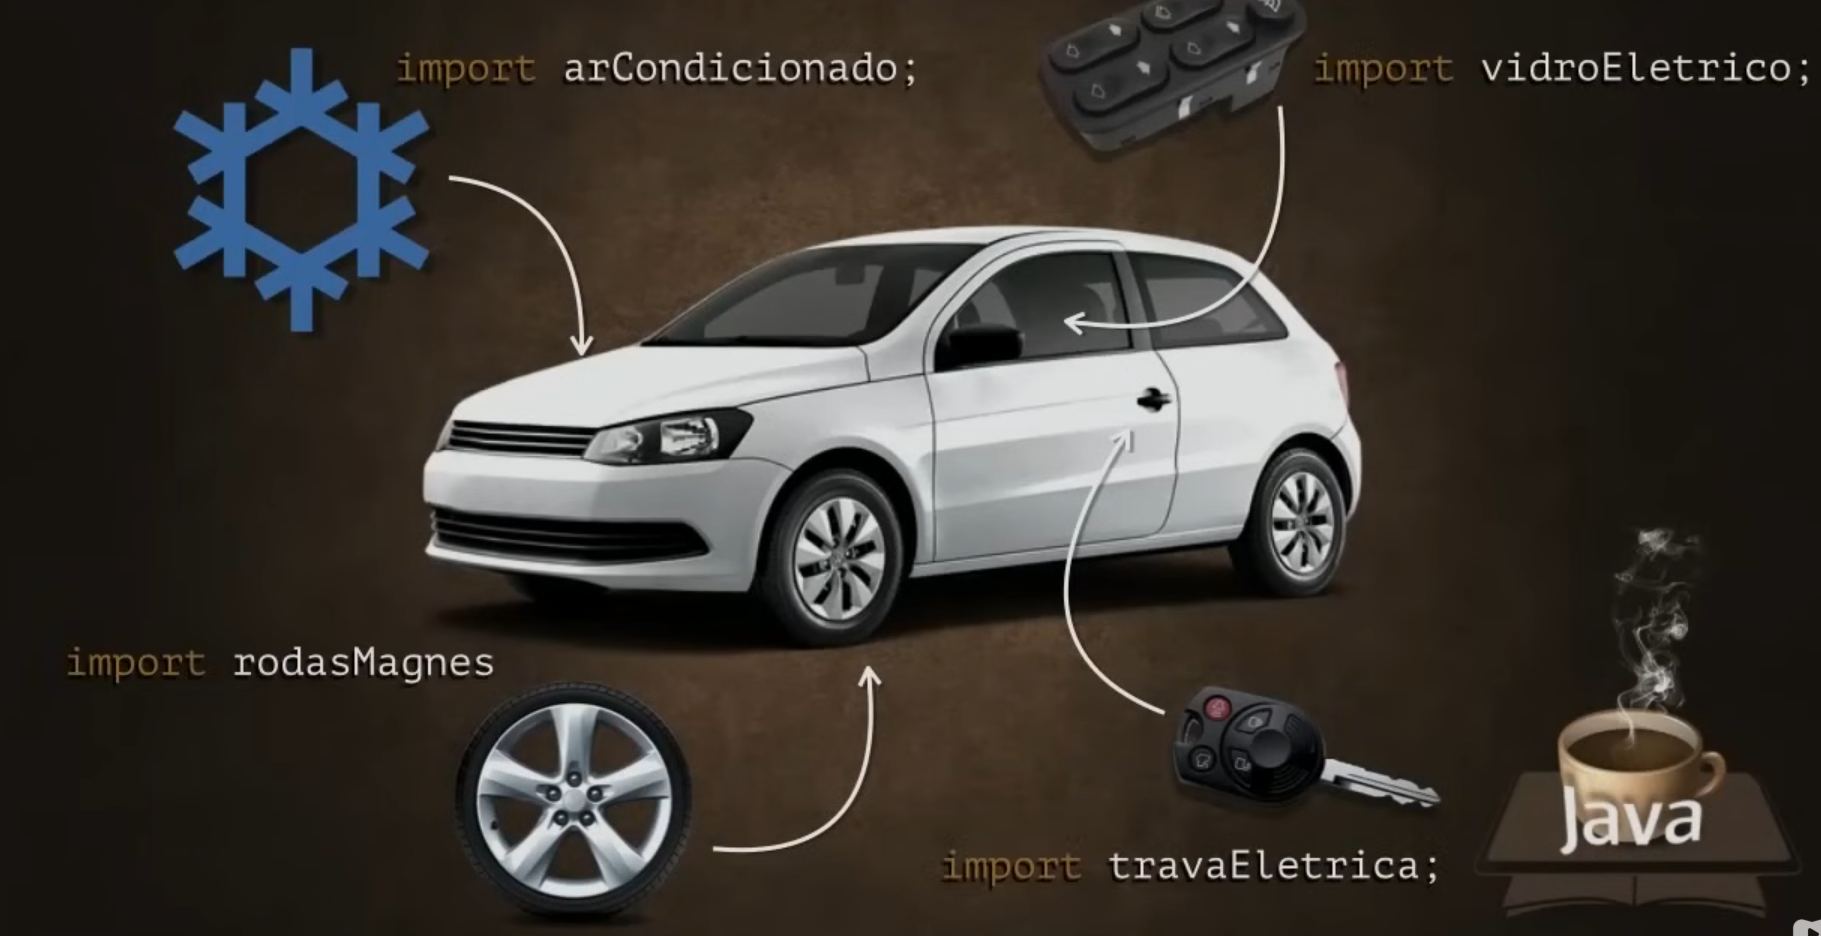 import arCondicionado;
import vidroEletrico;
import rodasMagnes
import travaEletrica;
Java